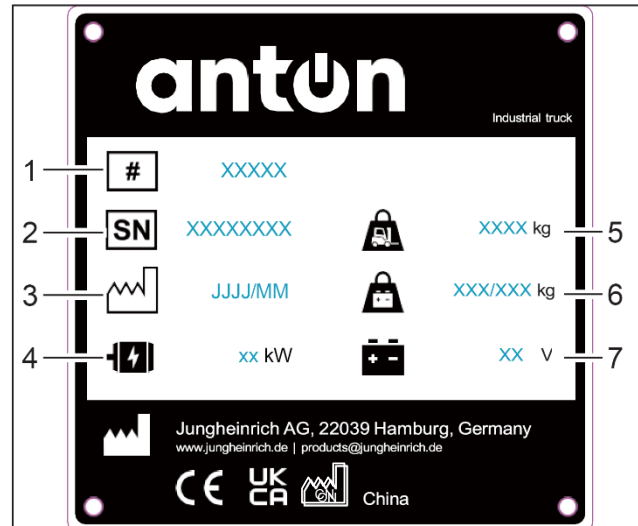 anton
Industrial truck
1 # XXXXX
2 SN XXXXXXXX XXXX kg 5
3 JJJJ/MM XXX/XXX kg 6
4 xx kW + - XX V 7
Jungheinrich AG, 22039 Hamburg, Germany
www.jungheinrich.de | products@jungheinrich.de
CE UK CA CN China